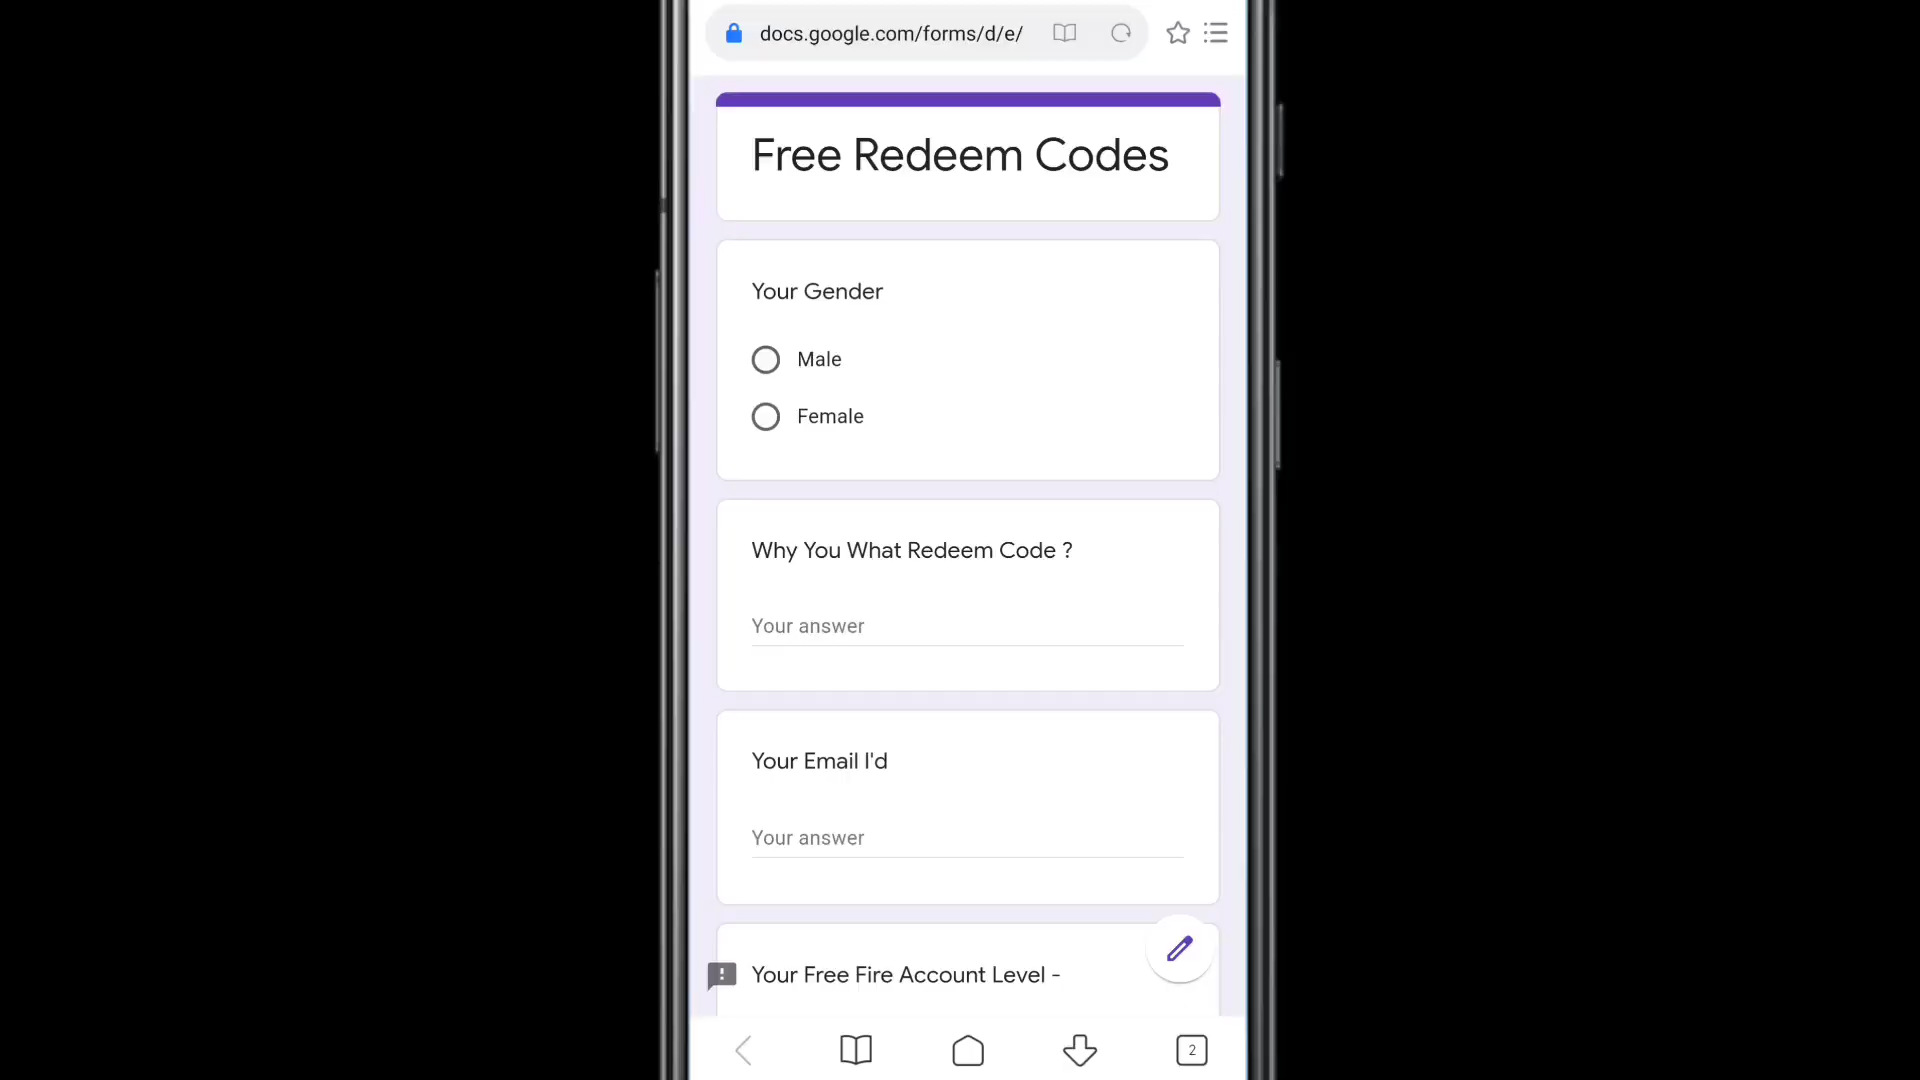 docs.google.com/forms/d/e/
Free Redeem Codes
Your Gender
Male
Female
Why You What Redeem Code ?
Your answer
Your Email I'd
Your answer
Your Free Fire Account Level -
2